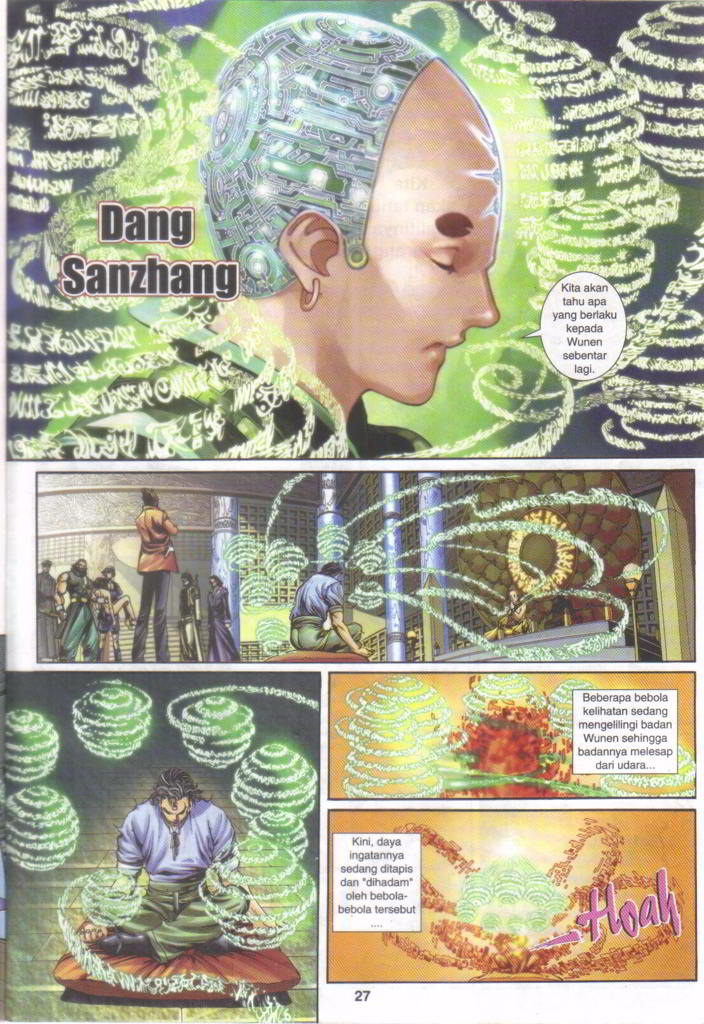 Dang
Sanzhang
Kita akan
tahu apa
yang berlaku
kepada
Wunen
sebentar
lagi.
Beberapa bebola
kelihatan sedang
mengelilingi badan
Wunen sehingga
badannya melesap
dari udara...
Kini, daya
ingatannya
sedang ditapis
dan "dihadam"
oleh bebola-
bebola tersebut
....
Hoah
27